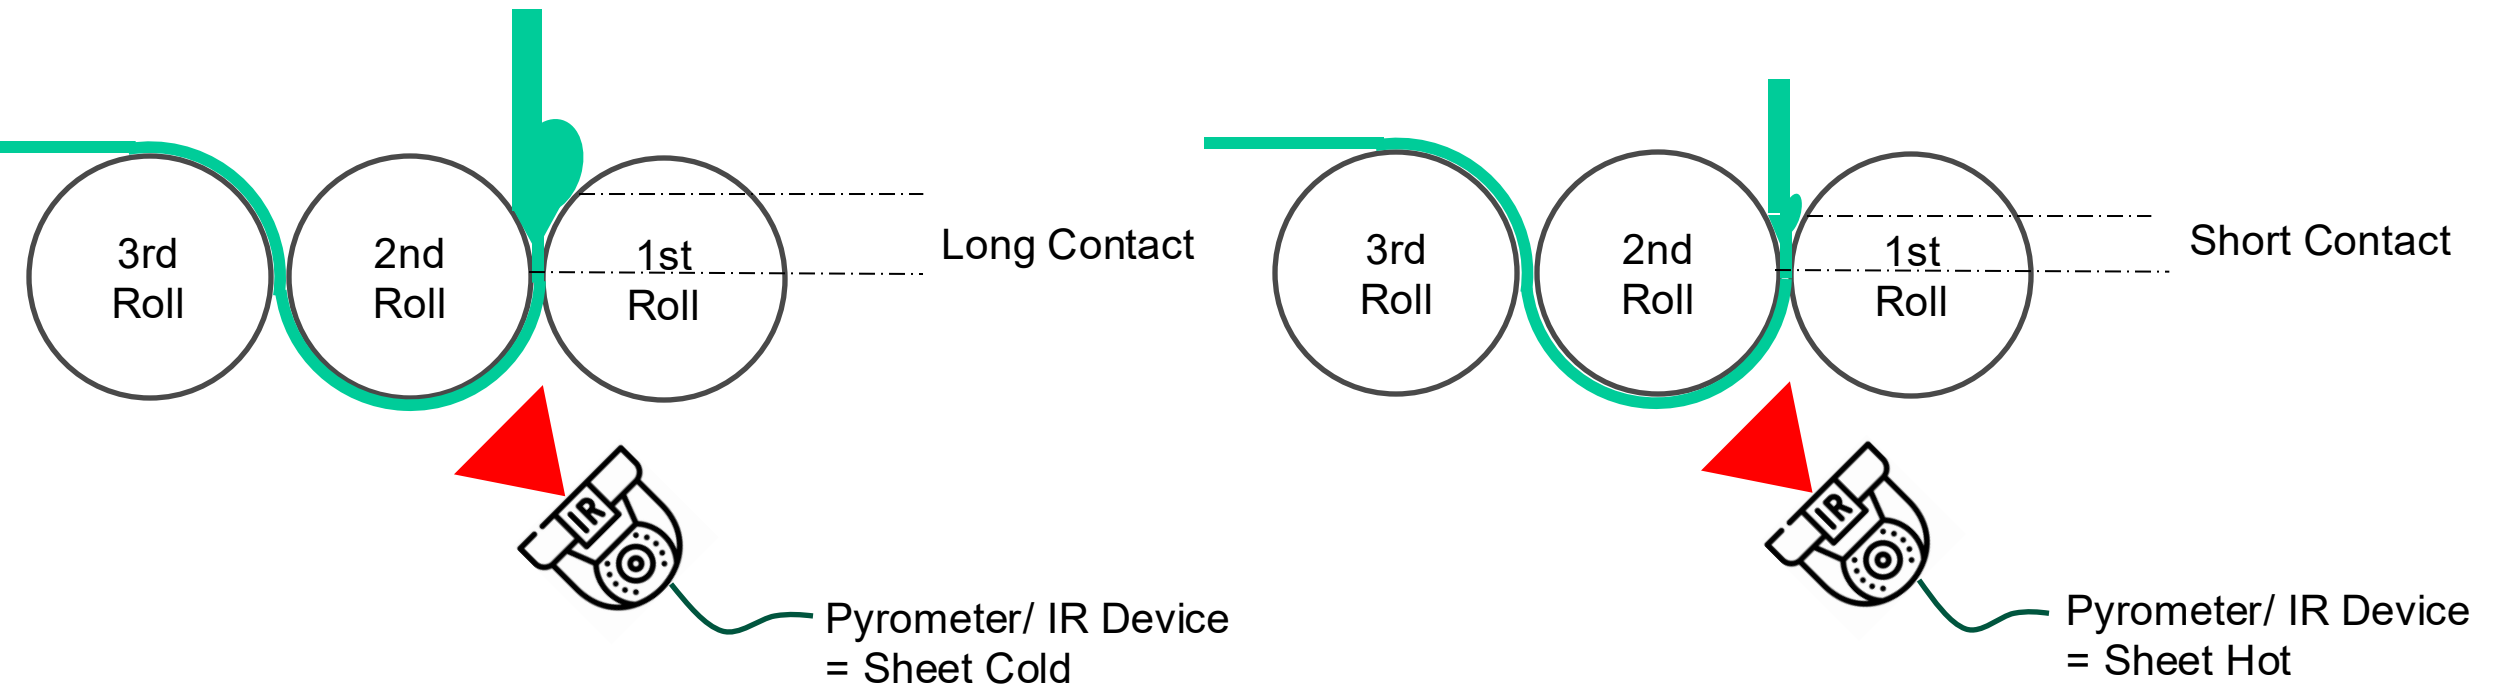 3rd
Roll
2nd
Roll
1st
Roll
Long Contact
IR
Pyrometer/ IR Device
= Sheet Cold
3rd
Roll
2nd
Roll
1st
Roll
Short Contact
IR
Pyrometer/ IR Device
= Sheet Hot